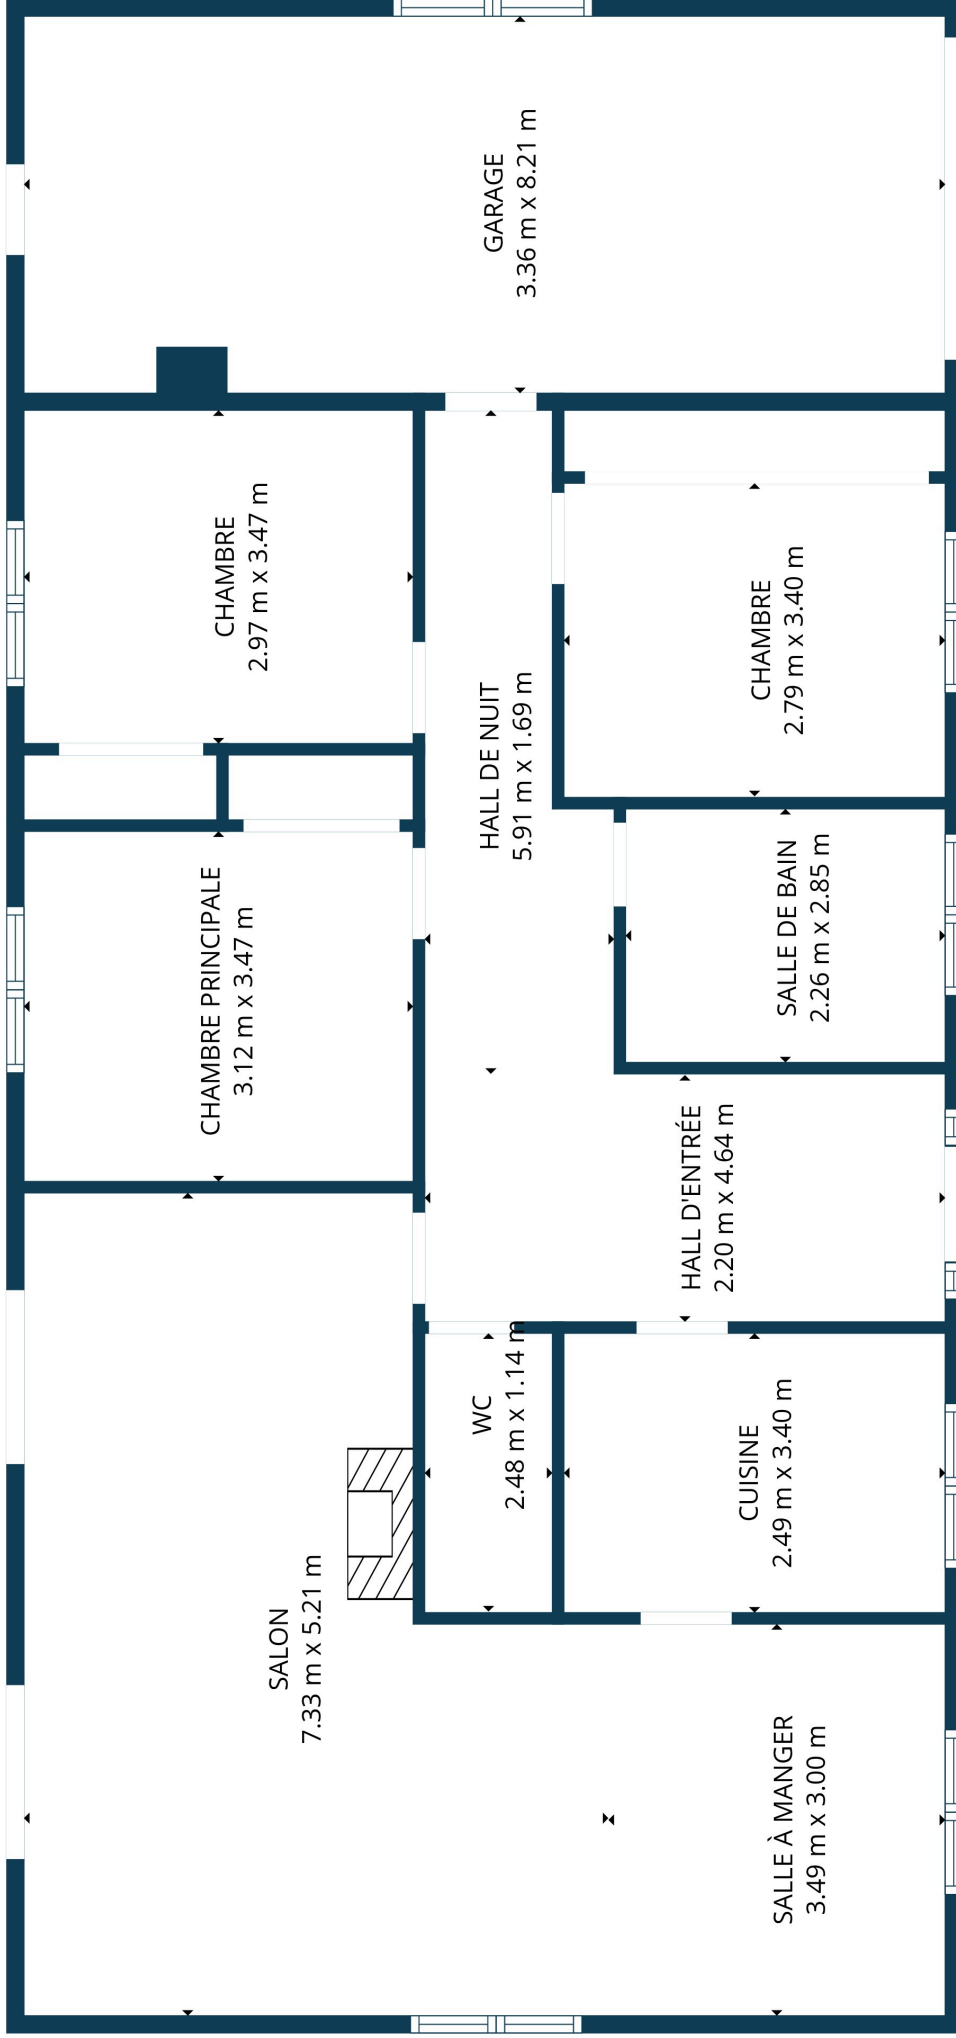 GARAGE
3.36 m x 8.21 m
CHAMBRE
2.97 m x 3.47 m
CHAMBRE
2.79 m x 3.40 m
HALL DE NUIT
5.91 m x 1.69 m
CHAMBRE PRINCIPALE
3.12 m x 3.47 m
SALLE DE BAIN
2.26 m x 2.85 m
HALL D'ENTRÉE
2.20 m x 4.64 m
WC
2.48 m x 1.14 m
CUISINE
2.49 m x 3.40 m
SALON
7.33 m x 5.21 m
SALLE À MANGER
3.49 m x 3.00 m